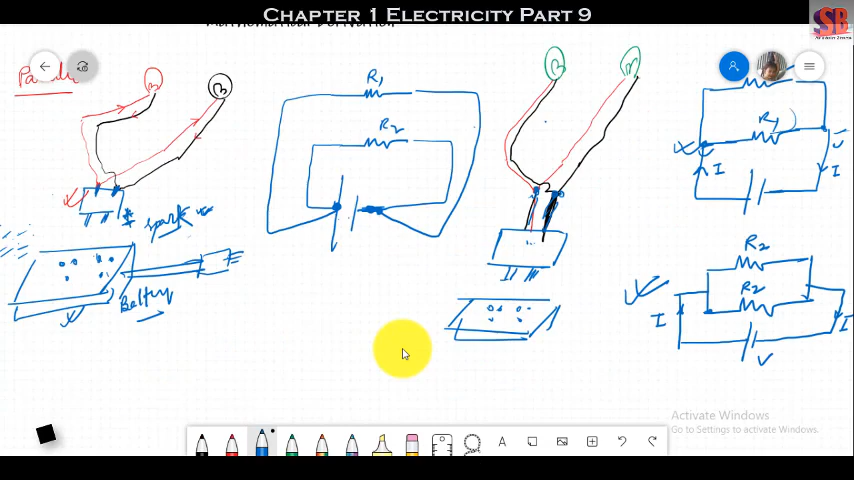 CHAPTER 1 ELECTRICITY PART 9
SB
R1
R2
spark
Battery
R1
I
V
I
R2
R2
I
I
V
Activate Windows
Go to Settings to activate Windows.